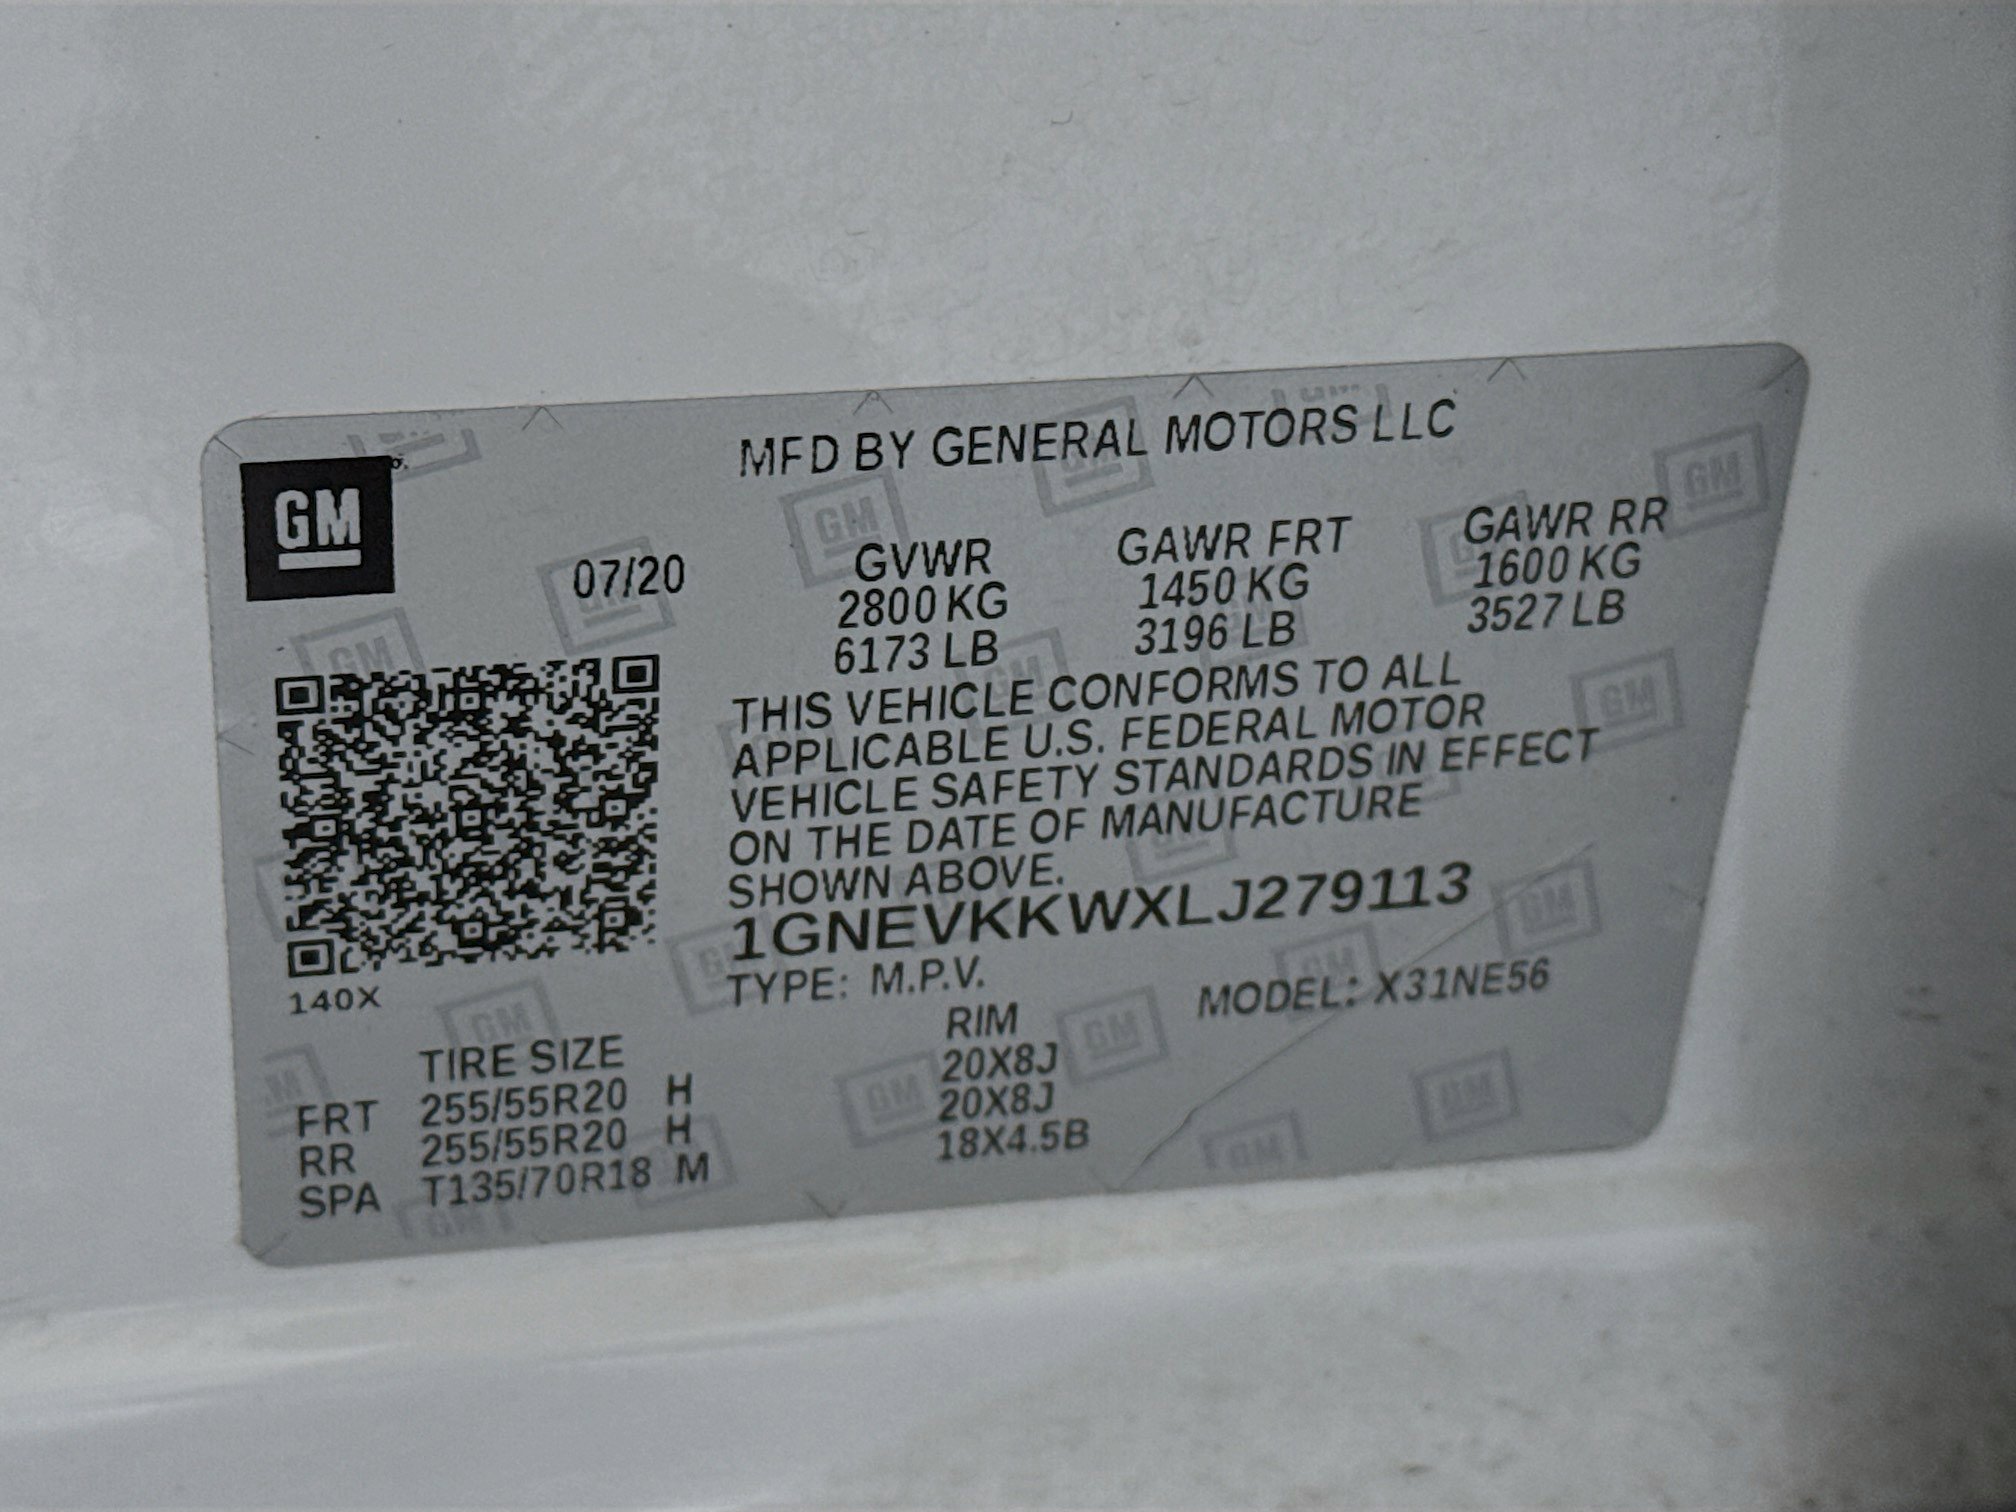 GM
MFD BY GENERAL MOTORS LLC
07/20
GVWR GAWR FRT GAWR RR
2800 KG 1450 KG 1600 KG
6173 LB 3196 LB 3527 LB
THIS VEHICLE CONFORMS TO ALL
APPLICABLE U.S. FEDERAL MOTOR
VEHICLE SAFETY STANDARDS IN EFFECT
ON THE DATE OF MANUFACTURE
SHOWN ABOVE.
1GNEVKKWXLJ279113
TYPE: M.P.V. MODEL: X31NE56
140X
TIRE SIZE RIM
FRT 255/55R20 H 20X8J
RR 255/55R20 H 20X8J
SPA T135/70R18 M 18X4.5B